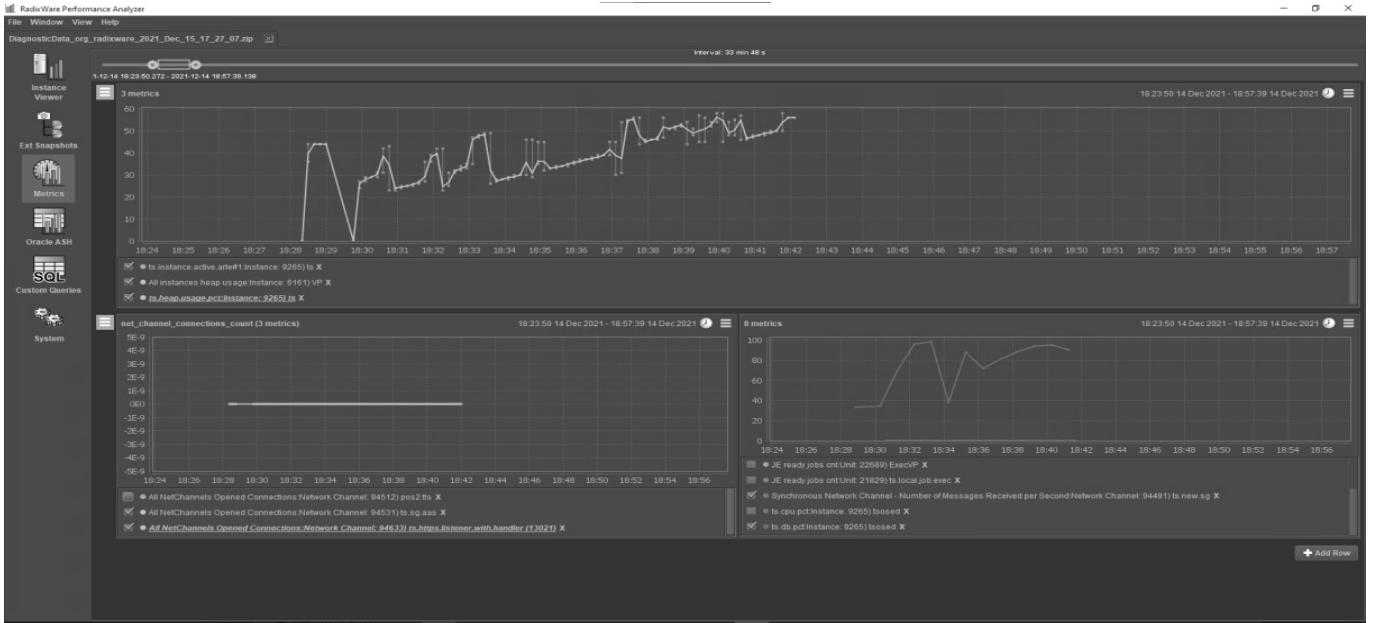 RadixWare Performance Analyzer
File Window View Help
DiagnosticData_org_radixware_2021_Dec_15_17_27_07.zip
Interval: 33 min 48 s
1-12-14 18:23:50.272 - 2021-12-14 18:57:39.138
Instance
Viewer
Ext Snapshots
Metrics
Oracle ASH
SQL
Custom Queries
System
3 metrics 18:23:50 14 Dec 2021 - 18:57:39 14 Dec 2021
60
50
40
30
20
10
0
18:24 18:25 18:26 18:27 18:28 18:29 18:30 18:31 18:32 18:33 18:34 18:35 18:36 18:37 18:38 18:39 18:40 18:41 18:42 18:43 18:44 18:45 18:46 18:47 18:48 18:49 18:50 18:51 18:52 18:53 18:54 18:55 18:56 18:57
ts.instance.active.arte#1:Instance: 9265) ts X
All instances heap usage:Instance: 6161) VP X
ts.heap.usage.pct:Instance: 9265) ts X
net_channel_connections_count (3 metrics) 18:23:50 14 Dec 2021 - 18:57:39 14 Dec 2021
5E-9
4E-9
3E-9
2E-9
1E-9
0E0
-1E-9
-2E-9
-3E-9
-4E-9
-5E-9
18:24 18:26 18:28 18:30 18:32 18:34 18:36 18:38 18:40 18:42 18:44 18:46 18:48 18:50 18:52 18:54 18:56
All NetChannels Opened Connections:Network Channel: 94512) pos2.tls X
All NetChannels Opened Connections:Network Channel: 94531) ts.sg.aas X
All NetChannels Opened Connections:Network Channel: 94633) ts.https.listener.with.handler (13021) X
8 metrics 18:23:50 14 Dec 2021 - 18:57:39 14 Dec 2021
100
80
60
40
20
0
18:24 18:26 18:28 18:30 18:32 18:34 18:36 18:38 18:40 18:42 18:44 18:46 18:48 18:50 18:52 18:54 18:56
JE ready jobs cnt:Unit: 22689) ExecVP X
JE ready jobs cnt:Unit: 21829) ts.local.job.exec X
Synchronous Network Channel - Number of Messages Received per Second:Network Channel: 94491) ts.new.sg X
ts.cpu.pct:Instance: 9265) tsosed X
ts.db.pct:Instance: 9265) tsosed X
Add Row